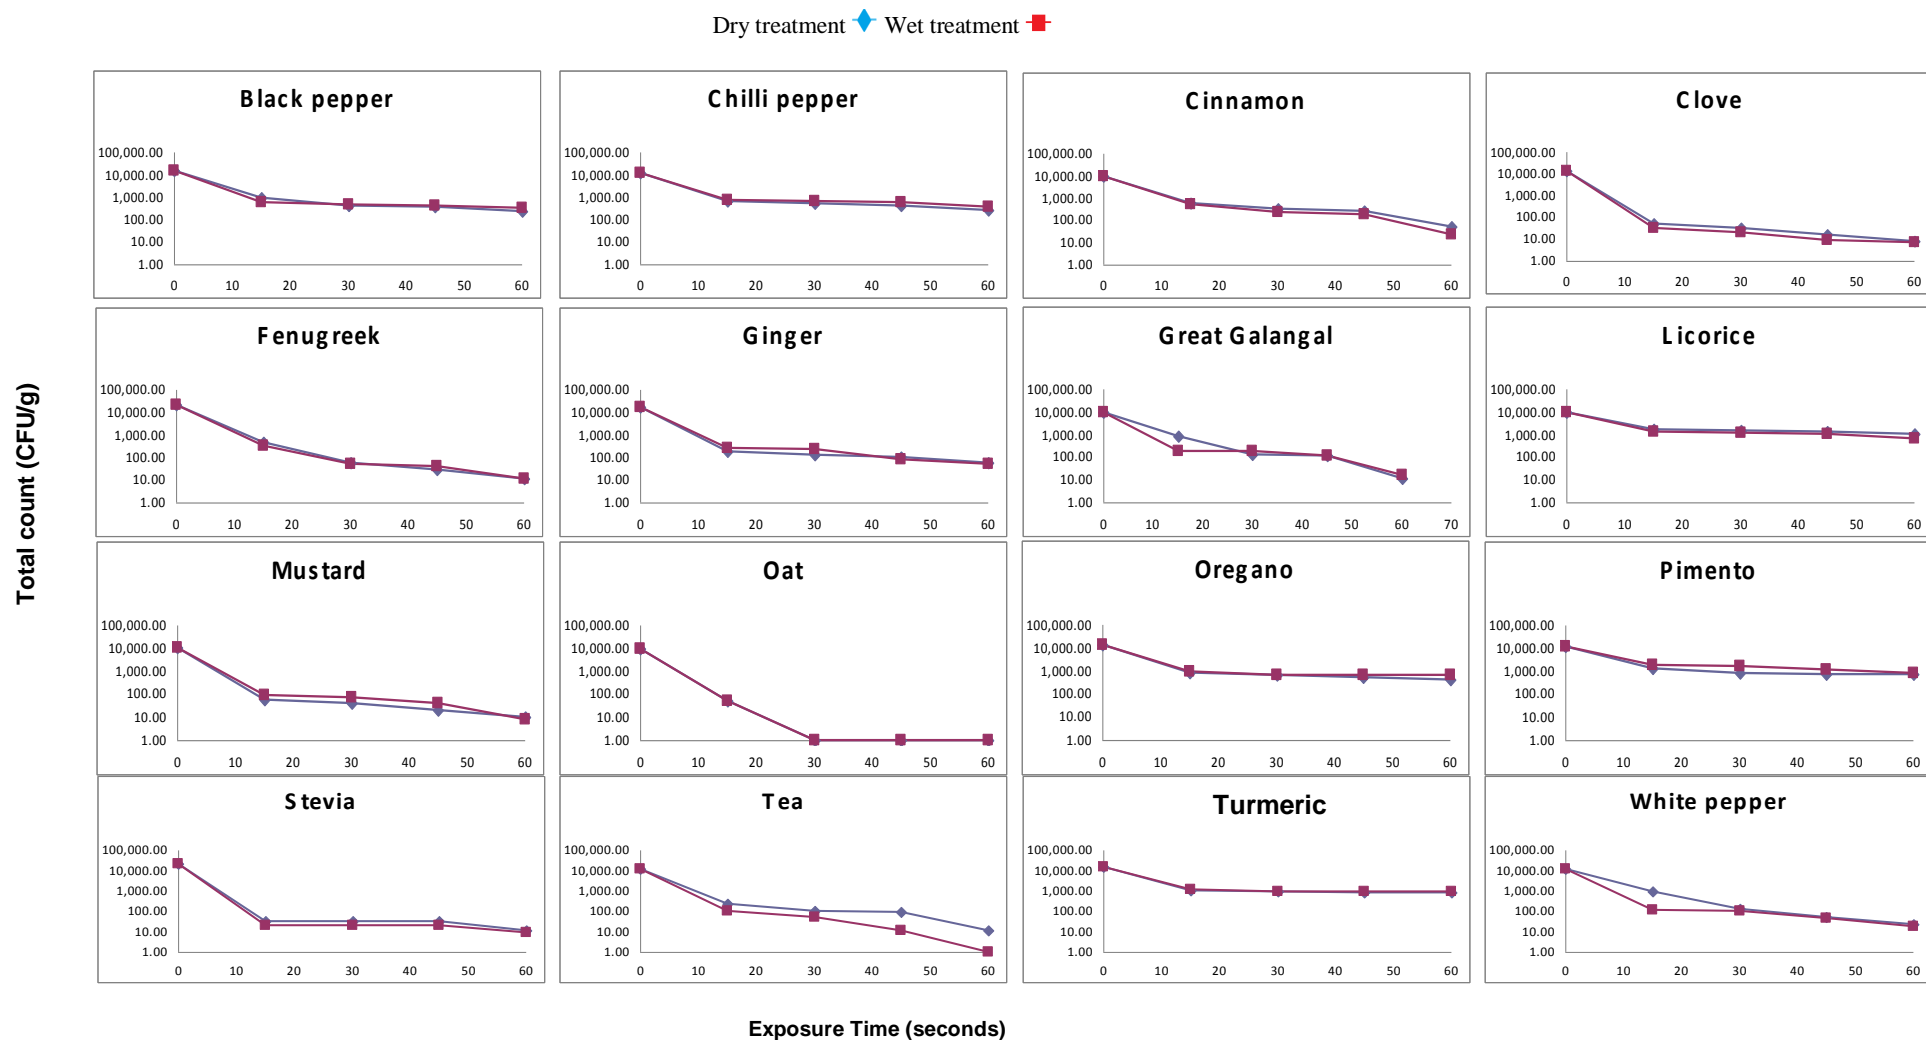 Dry treatment Wet treatment
Total count (CFU/g)
Black pepper
100,000.00
10,000.00
1,000.00
100.00
10.00
1.00
0 10 20 30 40 50 60
Chilli pepper
100,000.00
10,000.00
1,000.00
100.00
10.00
1.00
0 10 20 30 40 50 60
Cinnamon
100,000.00
10,000.00
1,000.00
100.00
10.00
1.00
0 10 20 30 40 50 60
Clove
100,000.00
10,000.00
1,000.00
100.00
10.00
1.00
0 10 20 30 40 50 60
Fenugreek
100,000.00
10,000.00
1,000.00
100.00
10.00
1.00
0 10 20 30 40 50 60
Ginger
100,000.00
10,000.00
1,000.00
100.00
10.00
1.00
0 10 20 30 40 50 60
Great Galangal
100,000.00
10,000.00
1,000.00
100.00
10.00
1.00
0 10 20 30 40 50 60 70
Licorice
100,000.00
10,000.00
1,000.00
100.00
10.00
1.00
0 10 20 30 40 50 60
Mustard
100,000.00
10,000.00
1,000.00
100.00
10.00
1.00
0 10 20 30 40 50 60
Oat
100,000.00
10,000.00
1,000.00
100.00
10.00
1.00
0 10 20 30 40 50 60
Oregano
100,000.00
10,000.00
1,000.00
100.00
10.00
1.00
0 10 20 30 40 50 60
Pimento
100,000.00
10,000.00
1,000.00
100.00
10.00
1.00
0 10 20 30 40 50 60
Stevia
100,000.00
10,000.00
1,000.00
100.00
10.00
1.00
0 10 20 30 40 50 60
Tea
100,000.00
10,000.00
1,000.00
100.00
10.00
1.00
0 10 20 30 40 50 60
Turmeric
100,000.00
10,000.00
1,000.00
100.00
10.00
1.00
0 10 20 30 40 50 60
White pepper
100,000.00
10,000.00
1,000.00
100.00
10.00
1.00
0 10 20 30 40 50 60
Exposure Time (seconds)